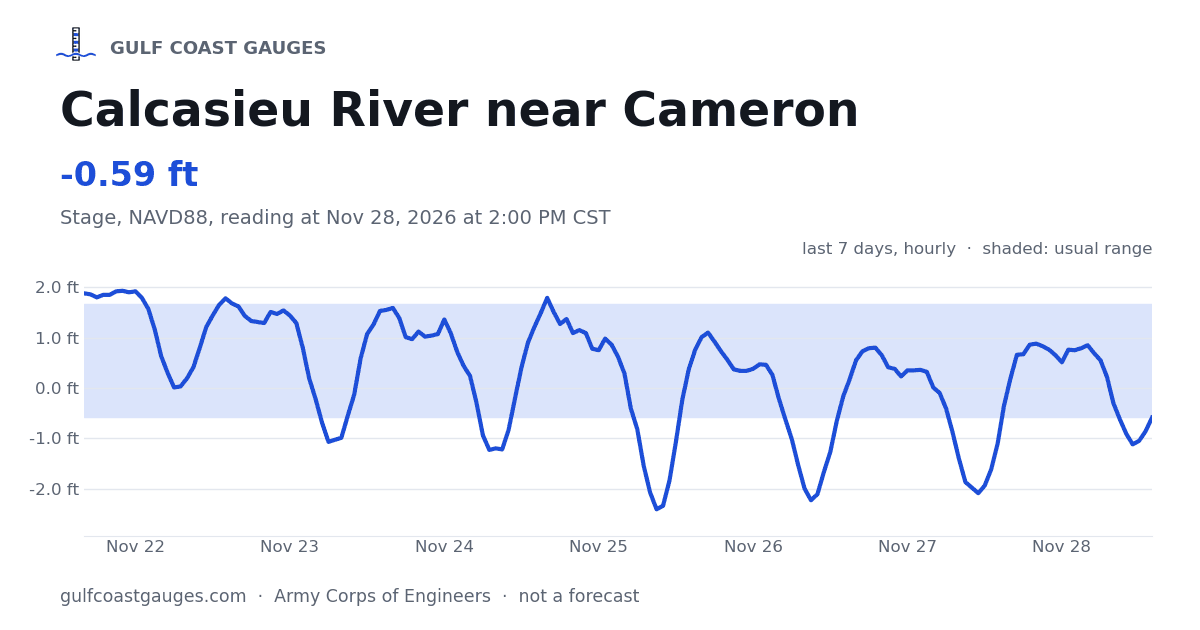 GULF COAST GAUGES
Calcasieu River near Cameron
-0.59 ft
Stage, NAVD88, reading at Nov 28, 2026 at 2:00 PM CST
last 7 days, hourly · shaded: usual range
2.0 ft
1.0 ft
0.0 ft
-1.0 ft
-2.0 ft
Nov 22 Nov 23 Nov 24 Nov 25 Nov 26 Nov 27 Nov 28
gulfcoastgauges.com · Army Corps of Engineers · not a forecast